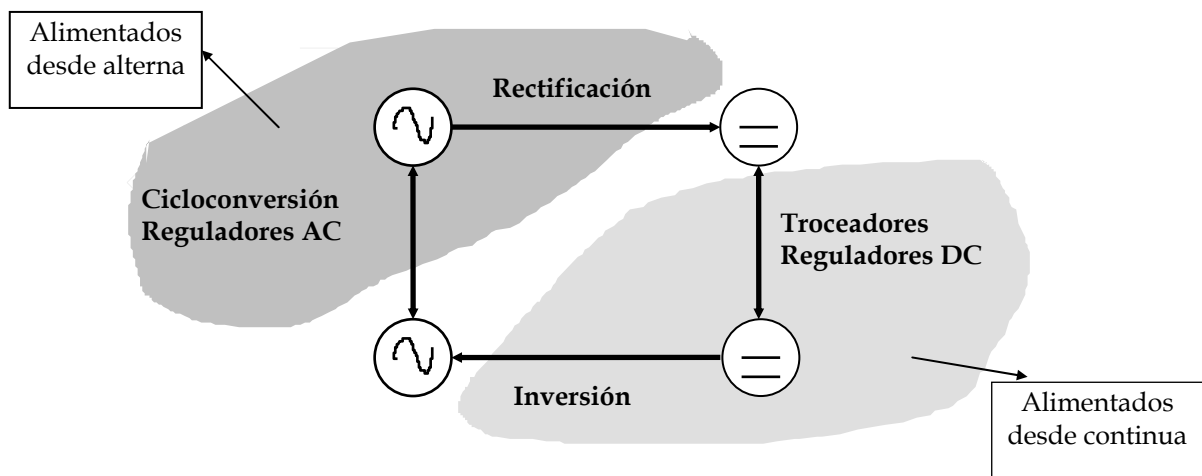 Alimentados
desde alterna
Rectificación
Cicloconversión
Reguladores AC
Troceadores
Reguladores DC
Inversión
Alimentados
desde continua